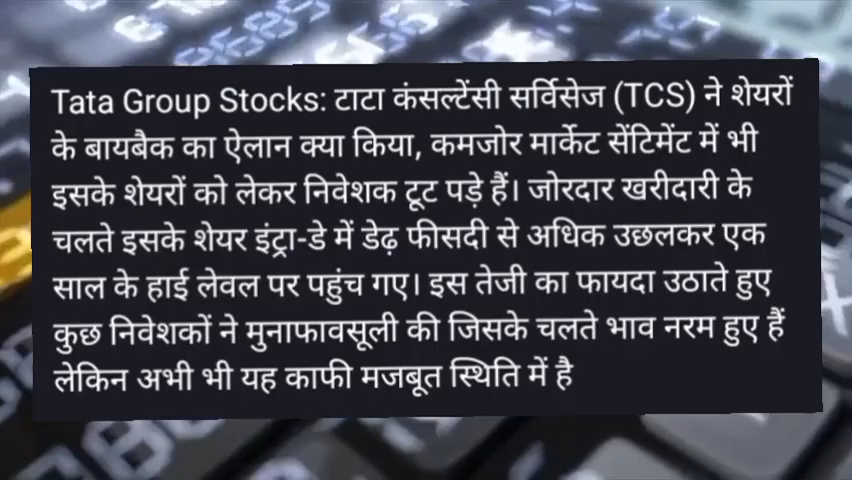 Tata Group Stocks: टाटा कंसल्टेंसी सर्विसेज (TCS) ने शेयरों
के बायबैक का ऐलान क्या किया, कमजोर मार्केट सेंटिमेंट में भी
इसके शेयरों को लेकर निवेशक टूट पड़े हैं। जोरदार खरीदारी के
चलते इसके शेयर इंट्रा-डे में डेढ़ फीसदी से अधिक उछलकर एक
साल के हाई लेवल पर पहुंच गए। इस तेजी का फायदा उठाते हुए
कुछ निवेशकों ने मुनाफावसूली की जिसके चलते भाव नरम हुए हैं
लेकिन अभी भी यह काफी मजबूत स्थिति में है